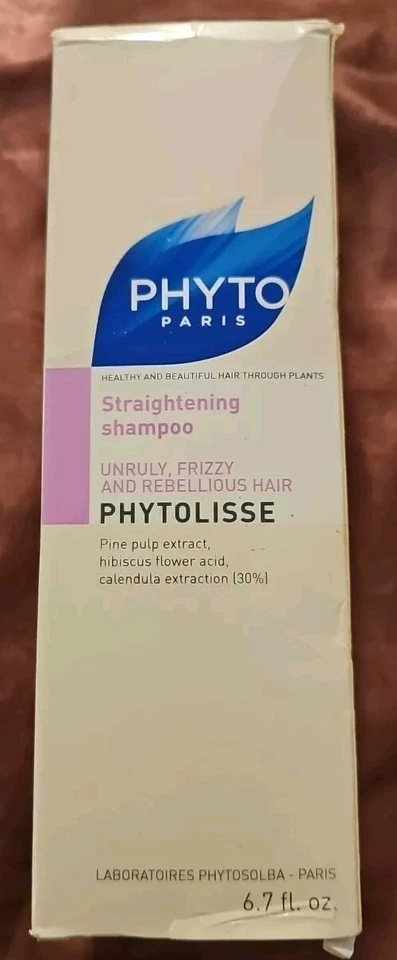 PHYTO
PARIS
HEALTHY AND BEAUTIFUL HAIR THROUGH PLANTS
Straightening
shampoo
UNRULY, FRIZZY
AND REBELLIOUS HAIR
PHYTOLISSE
Pine pulp extract,
hibiscus flower acid,
calendula extraction (30%)
LABORATOIRES PHYTOSOLBA - PARIS
6.7 fl. oz.